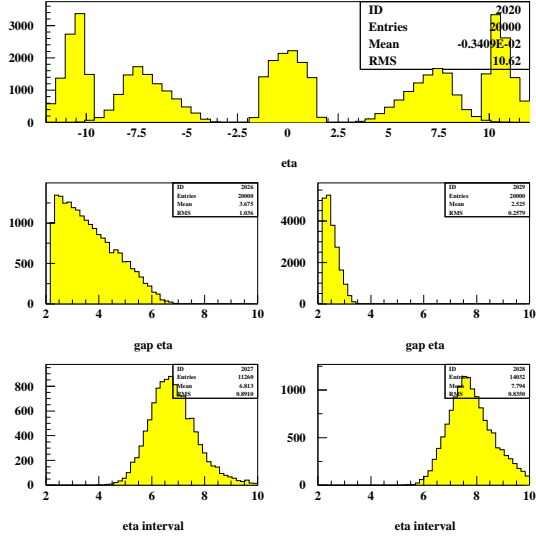 ID 2020
Entries 20000
Mean -0.3409E-02
RMS 10.62
3000
2000
1000
0
-10 -7.5 -5 -2.5 0 2.5 5 7.5 10
eta
ID 2026
Entries 20000
Mean 3.675
RMS 1.036
1000
500
0
2 4 6 8 10
gap eta
ID 2029
Entries 20000
Mean 2.525
RMS 0.2579
4000
2000
0
2 4 6 8 10
gap eta
ID 2027
Entries 11260
Mean 6.813
RMS 0.8910
800
600
400
200
0
2 4 6 8 10
eta interval
ID 2028
Entries 14032
Mean 7.794
RMS 0.8350
1000
500
0
2 4 6 8 10
eta interval